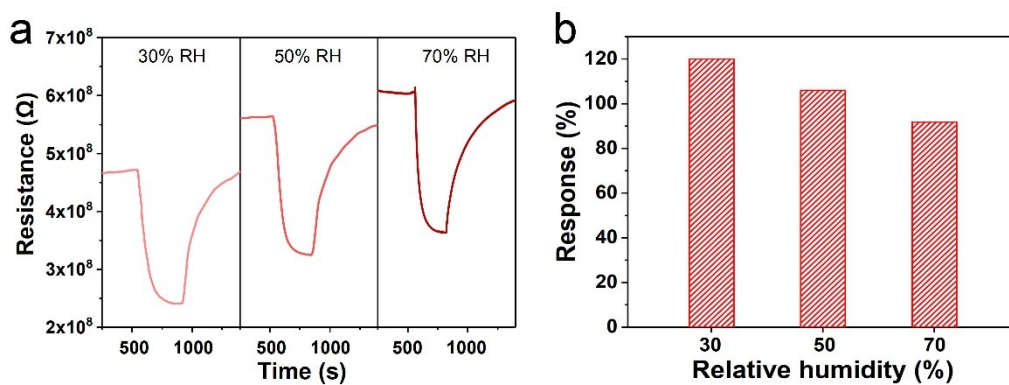 a
7x10⁸
6x10⁸
5x10⁸
4x10⁸
3x10⁸
2x10⁸
Resistance (Ω)
30% RH
50% RH
70% RH
500 1000 500 1000 500 1000
Time (s)
b
120
100
80
60
40
20
0
Response (%)
30 50 70
Relative humidity (%)